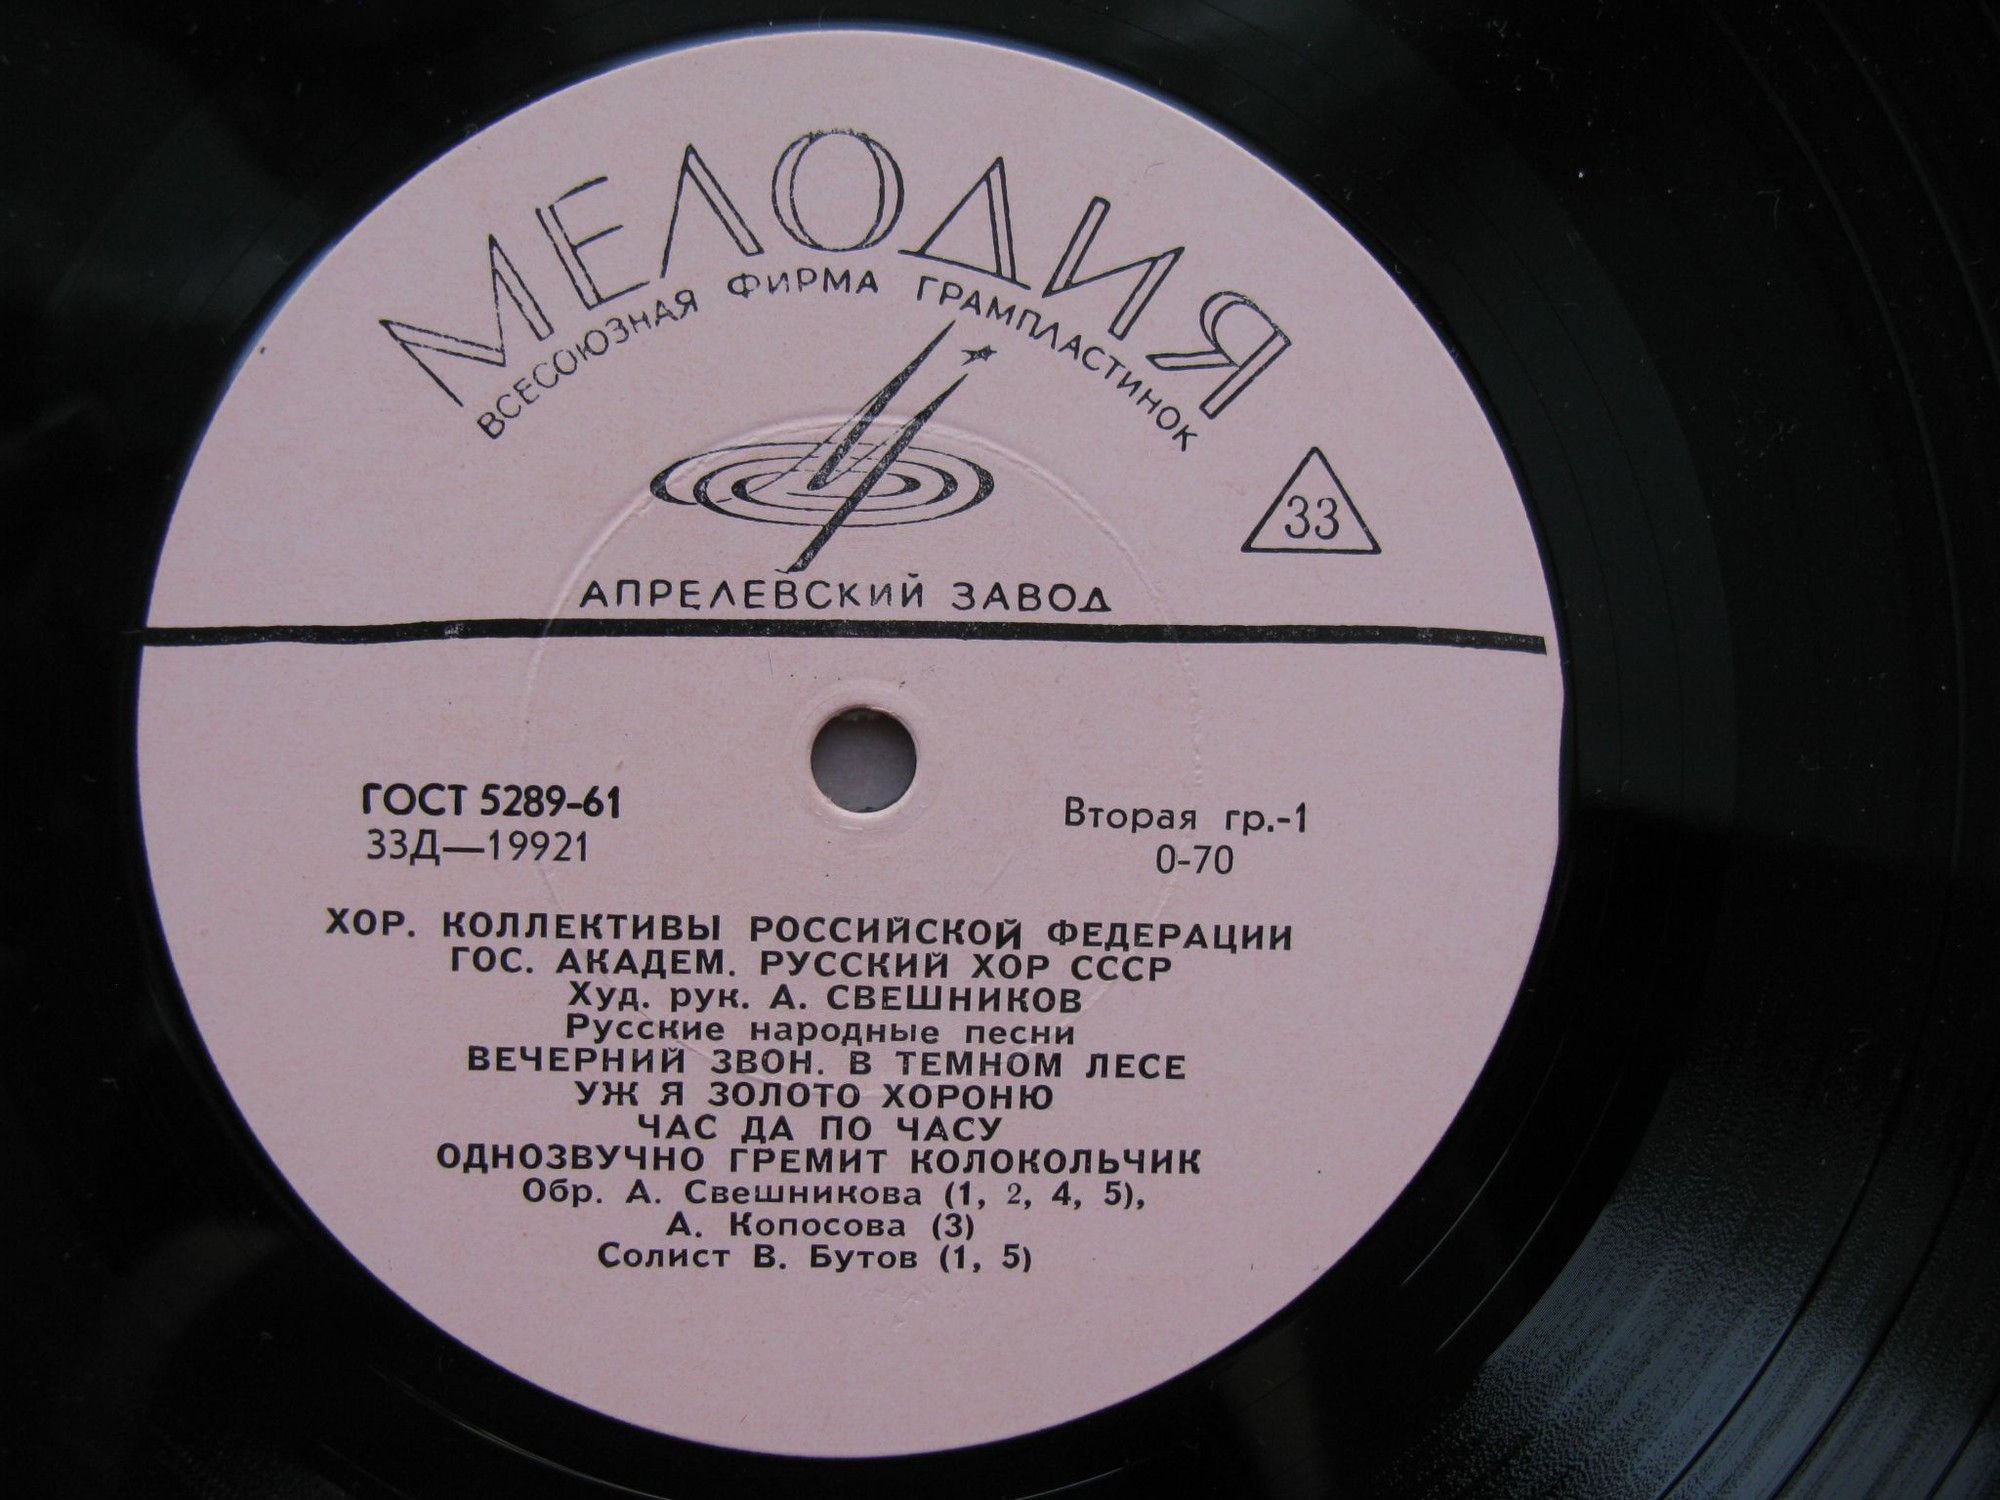 МЕЛОДИЯ
ВСЕСОЮЗНАЯ ФИРМА ГРАМПЛАСТИНОК
33
АПРЕЛЕВСКИЙ ЗАВОД
ГОСТ 5289-61
33Д—19921
Вторая гр.-1
0-70
ХОР. КОЛЛЕКТИВЫ РОССИЙСКОЙ ФЕДЕРАЦИИ
ГОС. АКАДЕМ. РУССКИЙ ХОР СССР
Худ. рук. А. СВЕШНИКОВ
Русские народные песни
ВЕЧЕРНИЙ ЗВОН. В ТЕМНОМ ЛЕСЕ
УЖ Я ЗОЛОТО ХОРОНЮ
ЧАС ДА ПО ЧАСУ
ОДНОЗВУЧНО ГРЕМИТ КОЛОКОЛЬЧИК
Обр. А. Свешникова (1, 2, 4, 5),
А. Копосова (3)
Солист В. Бутов (1, 5)